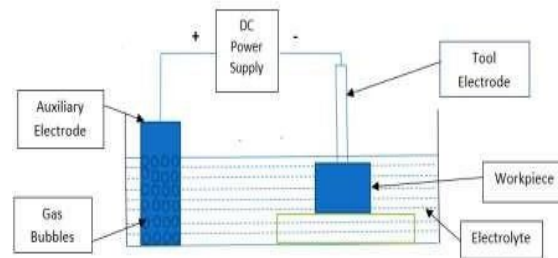 +
DC
Power
Supply
-
Tool
Electrode
Auxiliary
Electrode
Workpiece
Gas
Bubbles
Electrolyte